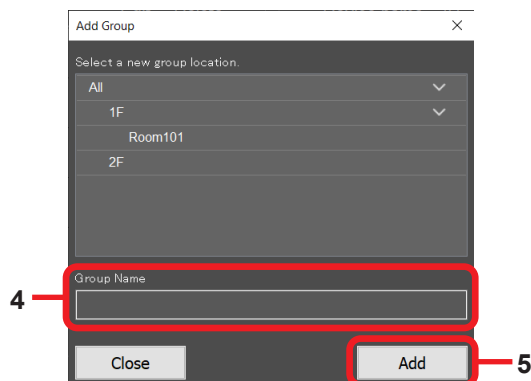 Add Group
Select a new group location.
All
1F
Room101
2F
Group Name
4
Close
Add
5